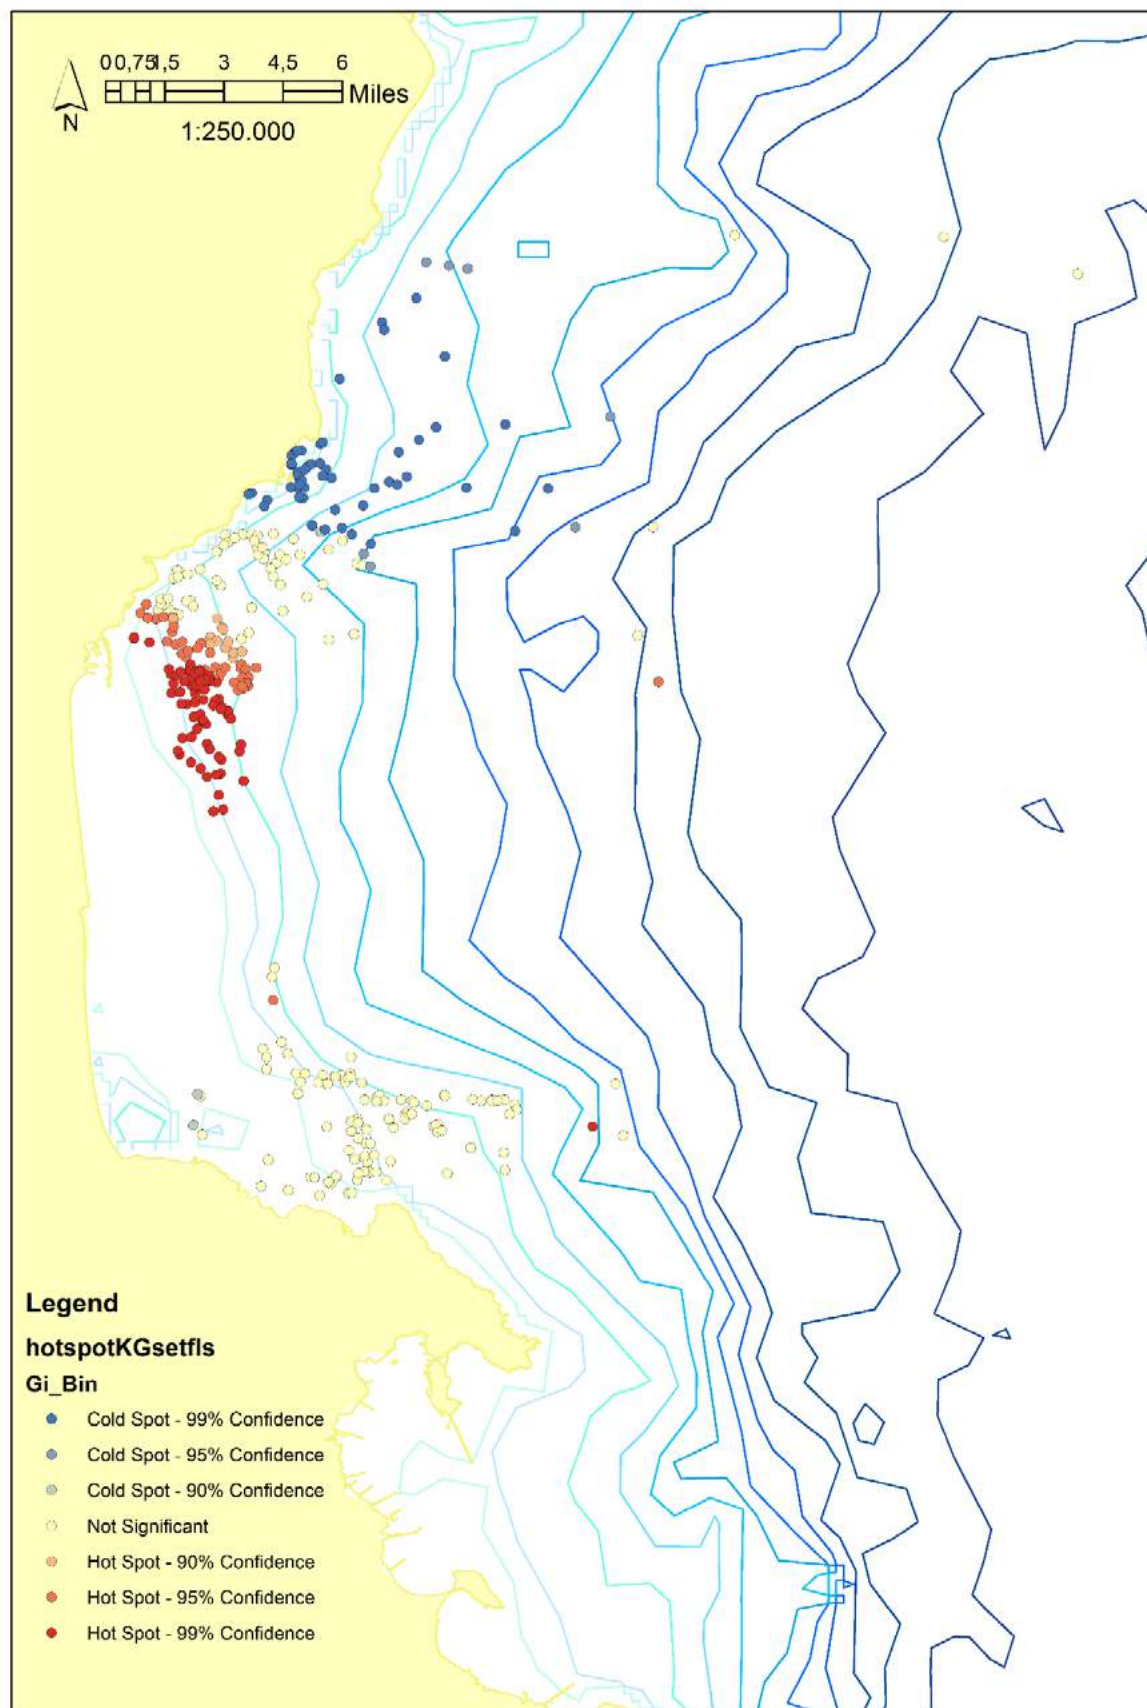 0 0,75 1,5 3 4,5 6
Miles
N
1:250.000
Legend
hotspotKGsetfls
Gi_Bin
Cold Spot - 99% Confidence
Cold Spot - 95% Confidence
Cold Spot - 90% Confidence
Not Significant
Hot Spot - 90% Confidence
Hot Spot - 95% Confidence
Hot Spot - 99% Confidence